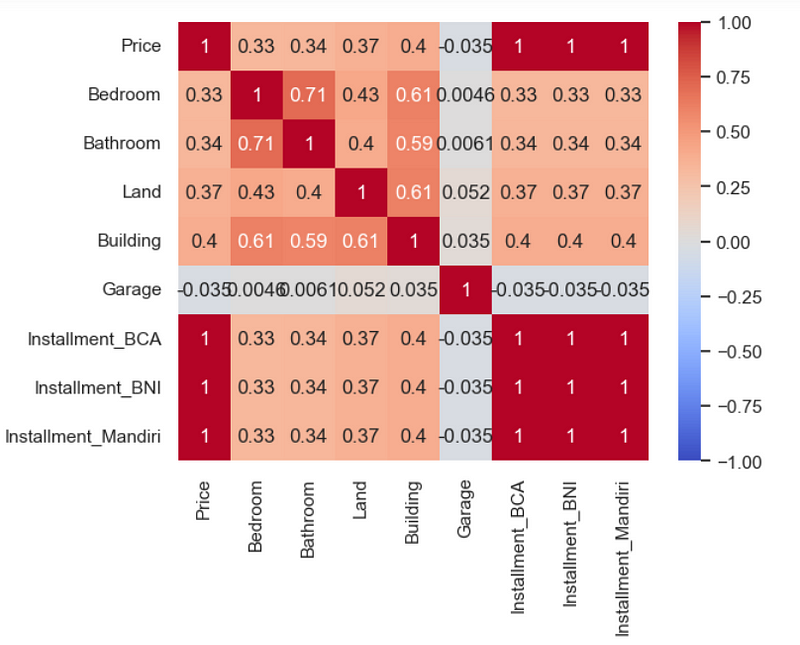 Price 1 0.33 0.34 0.37 0.4 -0.035 1 1 1
Bedroom 0.33 1 0.71 0.43 0.61 0.0046 0.33 0.33 0.33
Bathroom 0.34 0.71 1 0.4 0.59 0.0061 0.34 0.34 0.34
Land 0.37 0.43 0.4 1 0.61 0.052 0.37 0.37 0.37
Building 0.4 0.61 0.59 0.61 1 0.035 0.4 0.4 0.4
Garage -0.035 0.0046 0.0061 0.052 0.035 1 -0.035 -0.035 -0.035
Installment_BCA 1 0.33 0.34 0.37 0.4 -0.035 1 1 1
Installment_BNI 1 0.33 0.34 0.37 0.4 -0.035 1 1 1
Installment_Mandiri 1 0.33 0.34 0.37 0.4 -0.035 1 1 1
Price
Bedroom
Bathroom
Land
Building
Garage
Installment_BCA
Installment_BNI
Installment_Mandiri
1.00
0.75
0.50
0.25
0.00
−0.25
−0.50
−0.75
−1.00